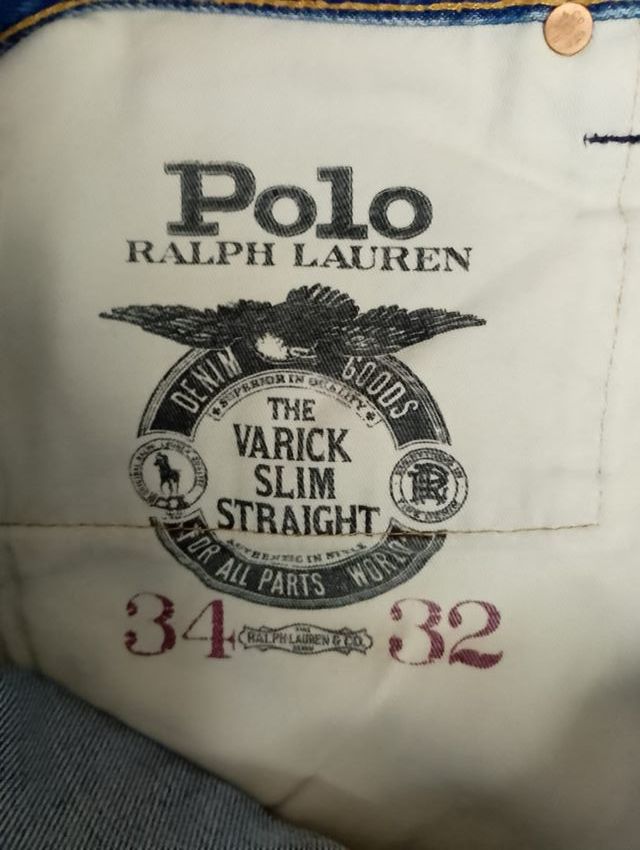 Polo
RALPH LAUREN
DENIM GOODS
SUPERIOR IN QUALITY
THE
VARICK
SLIM
STRAIGHT
AUTHENTIC IN STYLE
FOR ALL PARTS WORLD
34 RALPH LAUREN & CO. 32